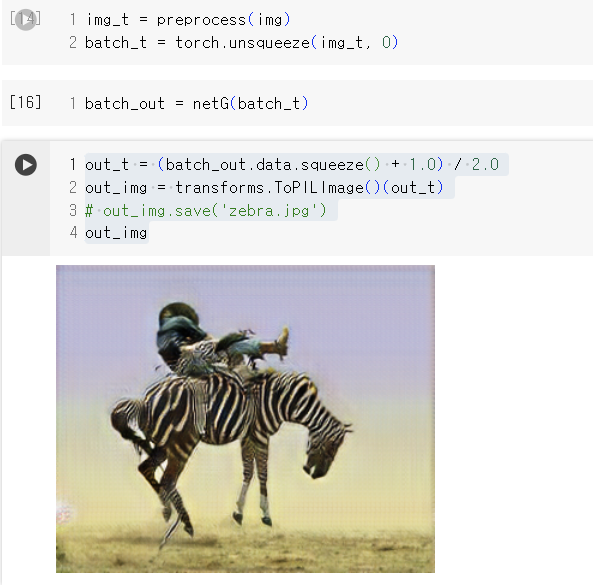 [14] 1 img_t = preprocess(img)
2 batch_t = torch.unsqueeze(img_t, 0)
[16] 1 batch_out = netG(batch_t)
1 out_t = (batch_out.data.squeeze() + 1.0) / 2.0
2 out_img = transforms.ToPILImage()(out_t)
3 # out_img.save('zebra.jpg')
4 out_img